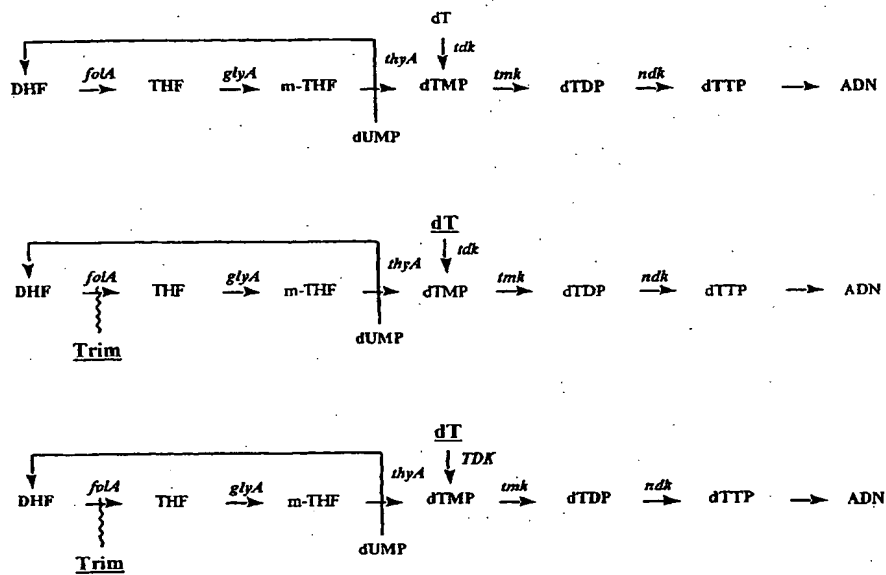 dT
folA glyA thyA tdk tmk ndk
DHF THF m-THF dTMP dTDP dTTP ADN
dUMP
dT
folA glyA thyA tdk tmk ndk
DHF THF m-THF dTMP dTDP dTTP ADN
Trim dUMP
dT
folA glyA thyA TDK tmk ndk
DHF THF m-THF dTMP dTDP dTTP ADN
Trim dUMP